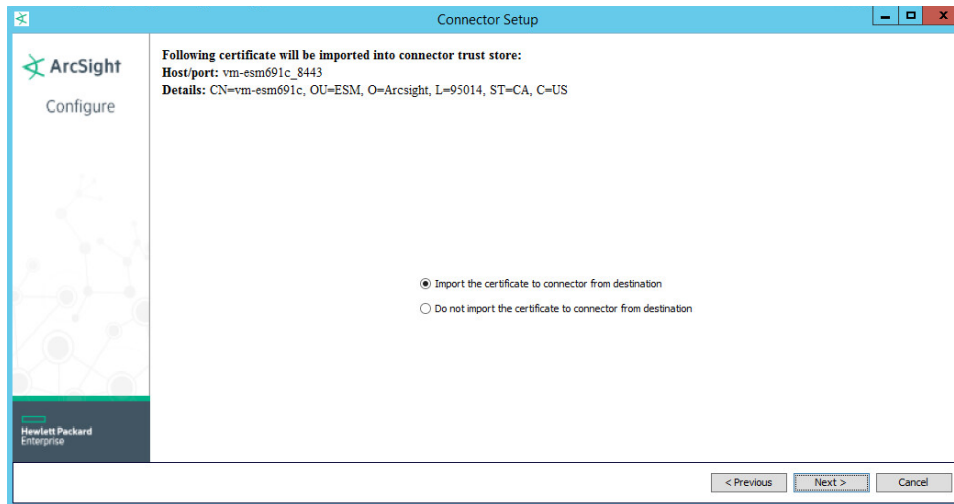 Connector Setup
ArcSight
Configure
Following certificate will be imported into connector trust store:
Host/port: vm-esm691c_8443
Details: CN=vm-esm691c, OU=ESM, O=Arcsight, L=95014, ST=CA, C=US
Import the certificate to connector from destination
Do not import the certificate to connector from destination
Hewlett Packard
Enterprise
< Previous
Next >
Cancel